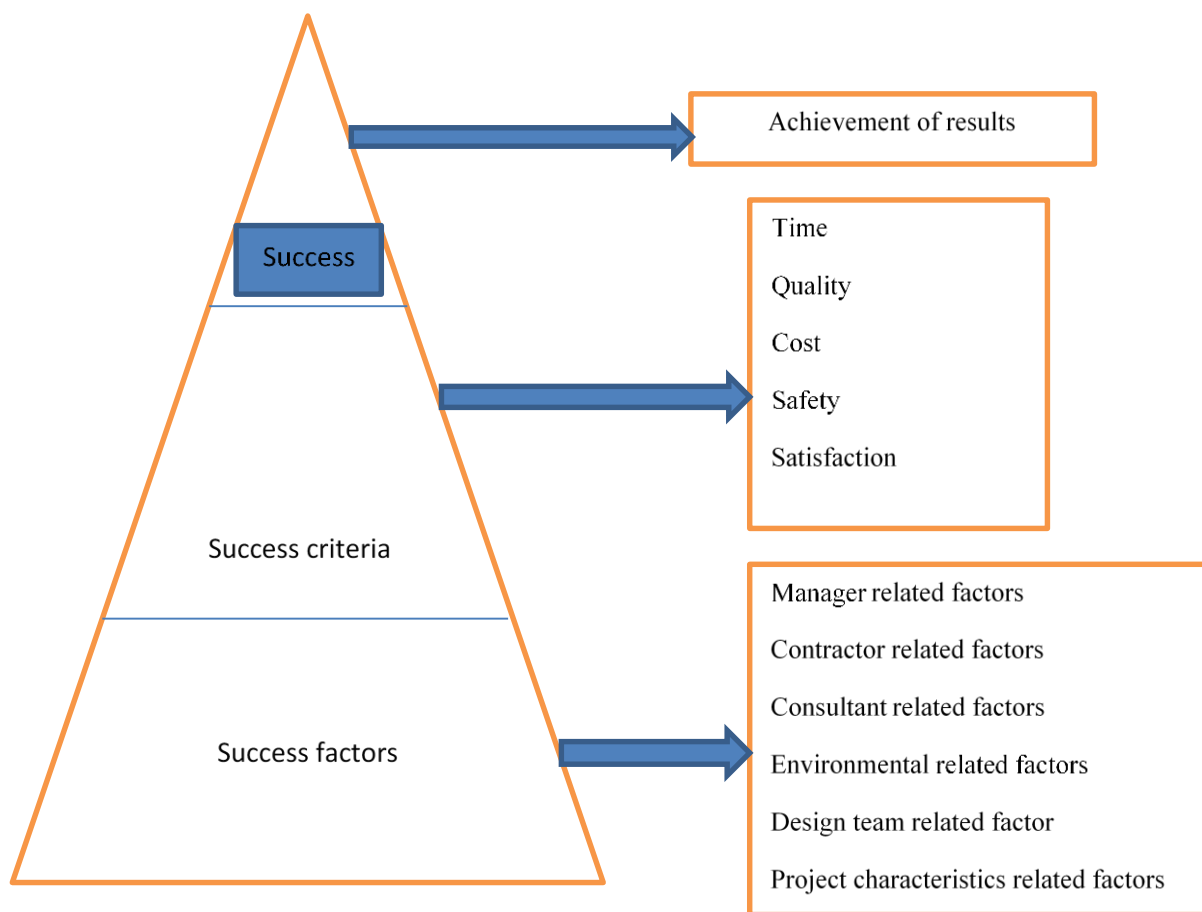 Achievement of results
Success
Time
Quality
Cost
Safety
Satisfaction
Success criteria
Manager related factors
Contractor related factors
Consultant related factors
Environmental related factors
Design team related factor
Project characteristics related factors
Success factors